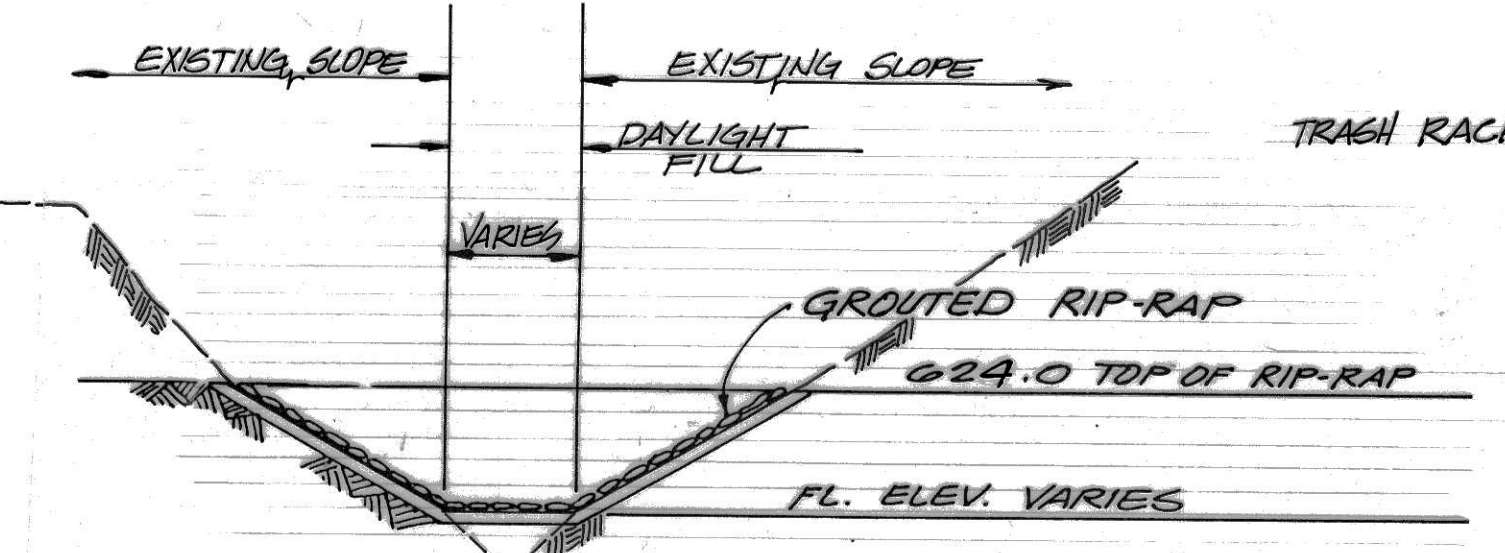 EXISTING SLOPE
EXISTING SLOPE
DAYLIGHT
FILL
TRASH RACK
VARIES
GROUTED RIP-RAP
624.0 TOP OF RIP-RAP
FL. ELEV. VARIES